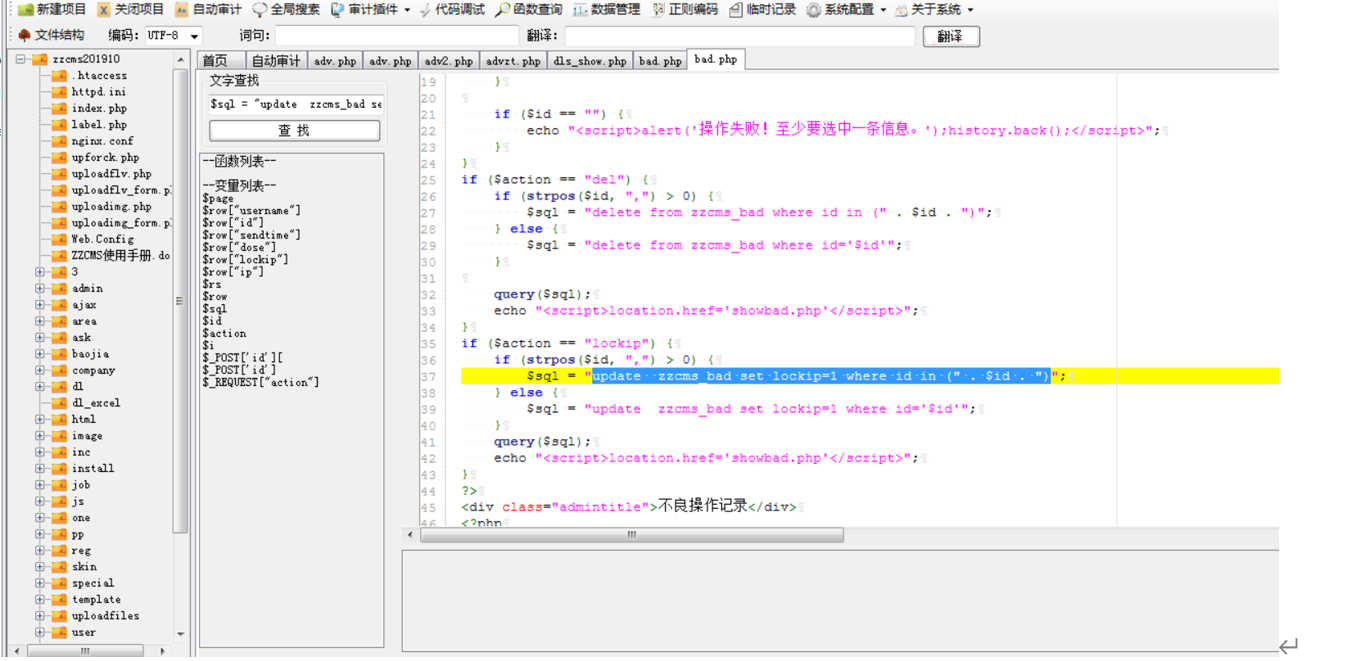 新建项目 关闭项目 自动审计 全局搜索 审计插件 代码调试 函数查询 数据管理 正则编码 临时记录 系统配置 关于系统
文件结构 编码: UTF-8 词句: 翻译: 翻译
zzcms201910
.htaccess
httpd.ini
index.php
label.php
nginx.conf
upforck.php
uploadflv.php
uploadflv_form.p
uploadimg.php
uploadimg_form.p
Web.Config
ZZCMS使用手册.do
3
admin
ajax
area
ask
baojia
company
dl
dl_excel
html
image
inc
install
job
js
one
pp
reg
skin
special
template
uploadfiles
user
首页 自动审计 adv.php adv.php adv2.php advzt.php dls_show.php bad.php bad.php
文字查找
$sql = "update  zzcms_bad se
查 找
--函数列表--
--变量列表--
$page
$row["username"]
$row["id"]
$row["sendtime"]
$row["dose"]
$row["lockip"]
$row["ip"]
$rs
$row
$sql
$id
$action
$i
$_POST['id'][
$_POST['id']
$_REQUEST["action"]
19 }
20
21 if ($id == "") {
22 echo "<script>alert('操作失败！至少要选中一条信息。');history.back();</script>";
23 }
24 }
25 if ($action == "del") {
26 if (strpos($id, ",") > 0) {
27 $sql = "delete from zzcms_bad where id in (" . $id . ")";
28 } else {
29 $sql = "delete from zzcms_bad where id='$id'";
30 }
31
32 query($sql);
33 echo "<script>location.href='showbad.php'</script>";
34 }
35 if ($action == "lockip") {
36 if (strpos($id, ",") > 0) {
37 $sql = "update  zzcms_bad set lockip=1 where id in (" . $id . ")";
38 } else {
39 $sql = "update  zzcms_bad set lockip=1 where id='$id'";
40 }
41 query($sql);
42 echo "<script>location.href='showbad.php'</script>";
43 }
44 ?>
45 <div class="admintitle">不良操作记录</div>
46 <?php